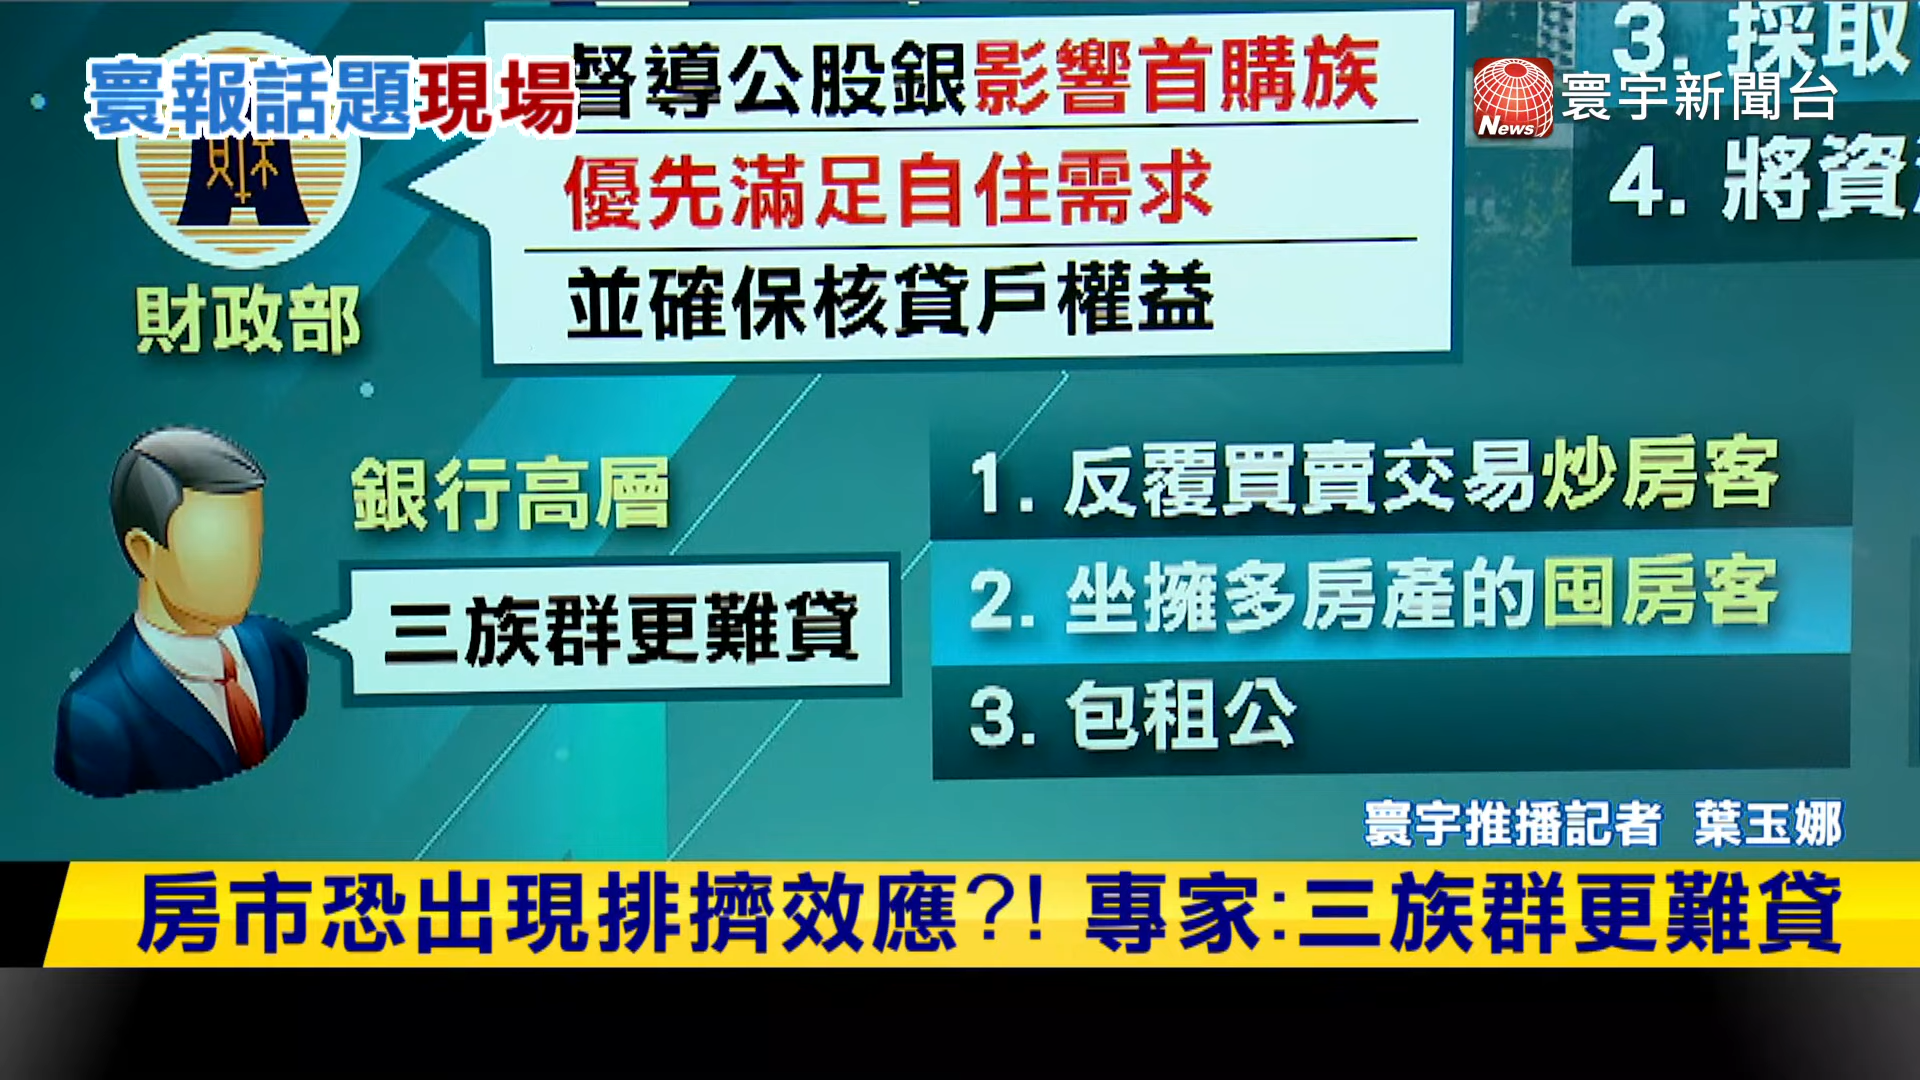 寰報話題現場
督導公股銀影響首購族
優先滿足自住需求
並確保核貸戶權益
財政部
3. 採取
4. 將資
News
寰宇新聞台
銀行高層
三族群更難貸
1. 反覆買賣交易炒房客
2. 坐擁多房產的囤房客
3. 包租公
寰宇推播記者 葉玉娜
房市恐出現排擠效應?! 專家:三族群更難貸